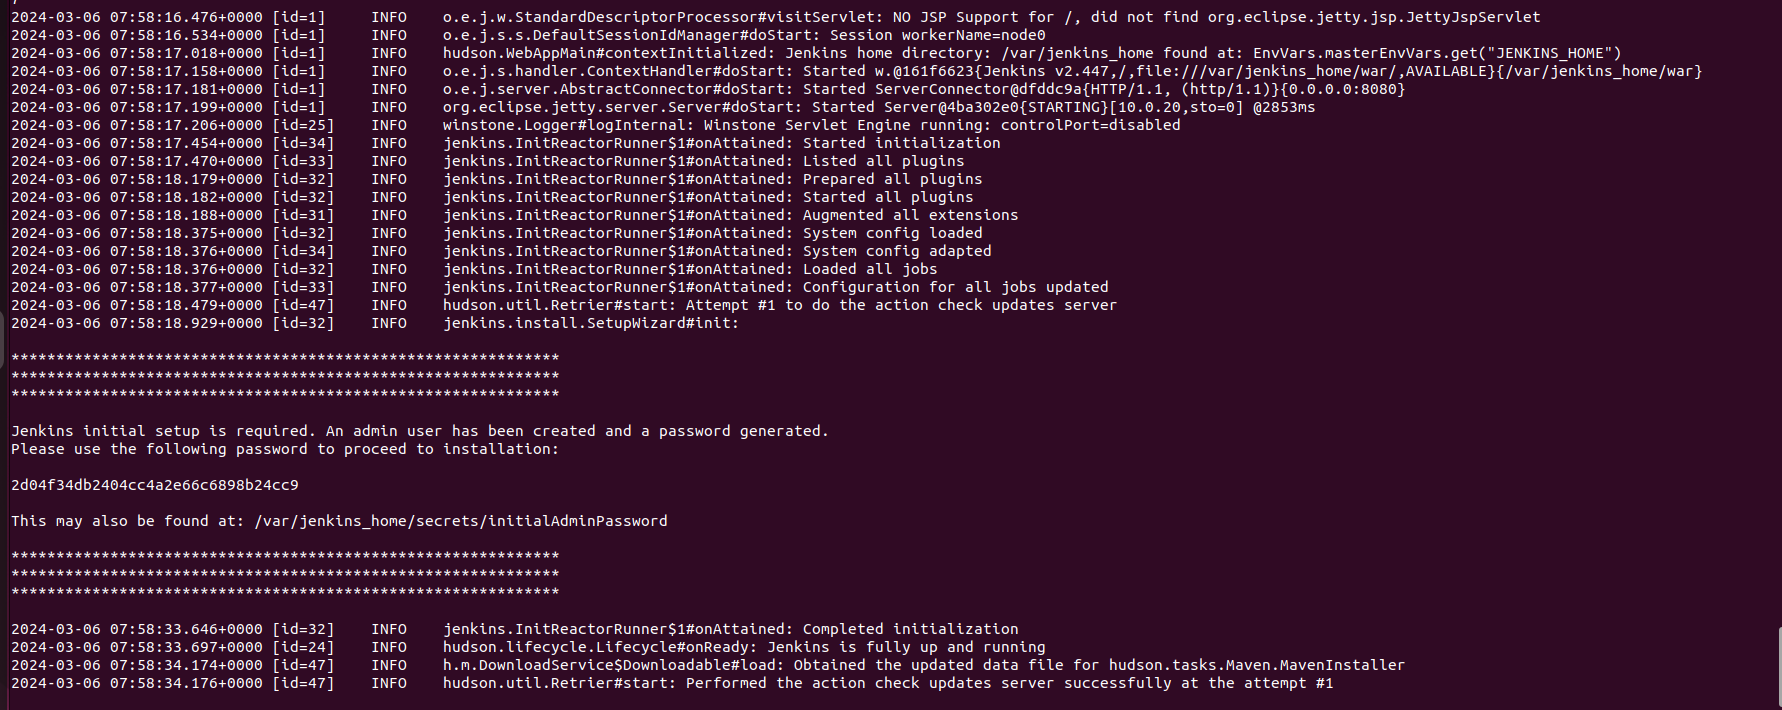 2024-03-06 07:58:16.476+0000 [id=1]    INFO    o.e.j.w.StandardDescriptorProcessor#visitServlet: NO JSP Support for /, did not find org.eclipse.jetty.jsp.JettyJspServlet
2024-03-06 07:58:16.534+0000 [id=1]    INFO    o.e.j.s.s.DefaultSessionIdManager#doStart: Session workerName=node0
2024-03-06 07:58:17.018+0000 [id=1]    INFO    hudson.WebAppMain#contextInitialized: Jenkins home directory: /var/jenkins_home found at: EnvVars.masterEnvVars.get("JENKINS_HOME")
2024-03-06 07:58:17.158+0000 [id=1]    INFO    o.e.j.s.handler.ContextHandler#doStart: Started w.@161f6623{Jenkins v2.447,/,file:///var/jenkins_home/war/,AVAILABLE}{/var/jenkins_home/war}
2024-03-06 07:58:17.181+0000 [id=1]    INFO    o.e.j.server.AbstractConnector#doStart: Started ServerConnector@dfddc9a{HTTP/1.1, (http/1.1)}{0.0.0.0:8080}
2024-03-06 07:58:17.199+0000 [id=1]    INFO    org.eclipse.jetty.server.Server#doStart: Started Server@4ba302e0{STARTING}[10.0.20,sto=0] @2853ms
2024-03-06 07:58:17.206+0000 [id=25]    INFO    winstone.Logger#logInternal: Winstone Servlet Engine running: controlPort=disabled
2024-03-06 07:58:17.454+0000 [id=34]    INFO    jenkins.InitReactorRunner$1#onAttained: Started initialization
2024-03-06 07:58:17.470+0000 [id=33]    INFO    jenkins.InitReactorRunner$1#onAttained: Listed all plugins
2024-03-06 07:58:18.179+0000 [id=32]    INFO    jenkins.InitReactorRunner$1#onAttained: Prepared all plugins
2024-03-06 07:58:18.182+0000 [id=32]    INFO    jenkins.InitReactorRunner$1#onAttained: Started all plugins
2024-03-06 07:58:18.188+0000 [id=31]    INFO    jenkins.InitReactorRunner$1#onAttained: Augmented all extensions
2024-03-06 07:58:18.375+0000 [id=32]    INFO    jenkins.InitReactorRunner$1#onAttained: System config loaded
2024-03-06 07:58:18.376+0000 [id=34]    INFO    jenkins.InitReactorRunner$1#onAttained: System config adapted
2024-03-06 07:58:18.376+0000 [id=32]    INFO    jenkins.InitReactorRunner$1#onAttained: Loaded all jobs
2024-03-06 07:58:18.377+0000 [id=33]    INFO    jenkins.InitReactorRunner$1#onAttained: Configuration for all jobs updated
2024-03-06 07:58:18.479+0000 [id=47]    INFO    hudson.util.Retrier#start: Attempt #1 to do the action check updates server
2024-03-06 07:58:18.929+0000 [id=32]    INFO    jenkins.install.SetupWizard#init:
*************************************************************
*************************************************************
*************************************************************
Jenkins initial setup is required. An admin user has been created and a password generated.
Please use the following password to proceed to installation:
2d04f34db2404cc4a2e66c6898b24cc9
This may also be found at: /var/jenkins_home/secrets/initialAdminPassword
*************************************************************
*************************************************************
*************************************************************
2024-03-06 07:58:33.646+0000 [id=32]    INFO    jenkins.InitReactorRunner$1#onAttained: Completed initialization
2024-03-06 07:58:33.697+0000 [id=24]    INFO    hudson.lifecycle.Lifecycle#onReady: Jenkins is fully up and running
2024-03-06 07:58:34.174+0000 [id=47]    INFO    h.m.DownloadService$Downloadable#load: Obtained the updated data file for hudson.tasks.Maven.MavenInstaller
2024-03-06 07:58:34.176+0000 [id=47]    INFO    hudson.util.Retrier#start: Performed the action check updates server successfully at the attempt #1